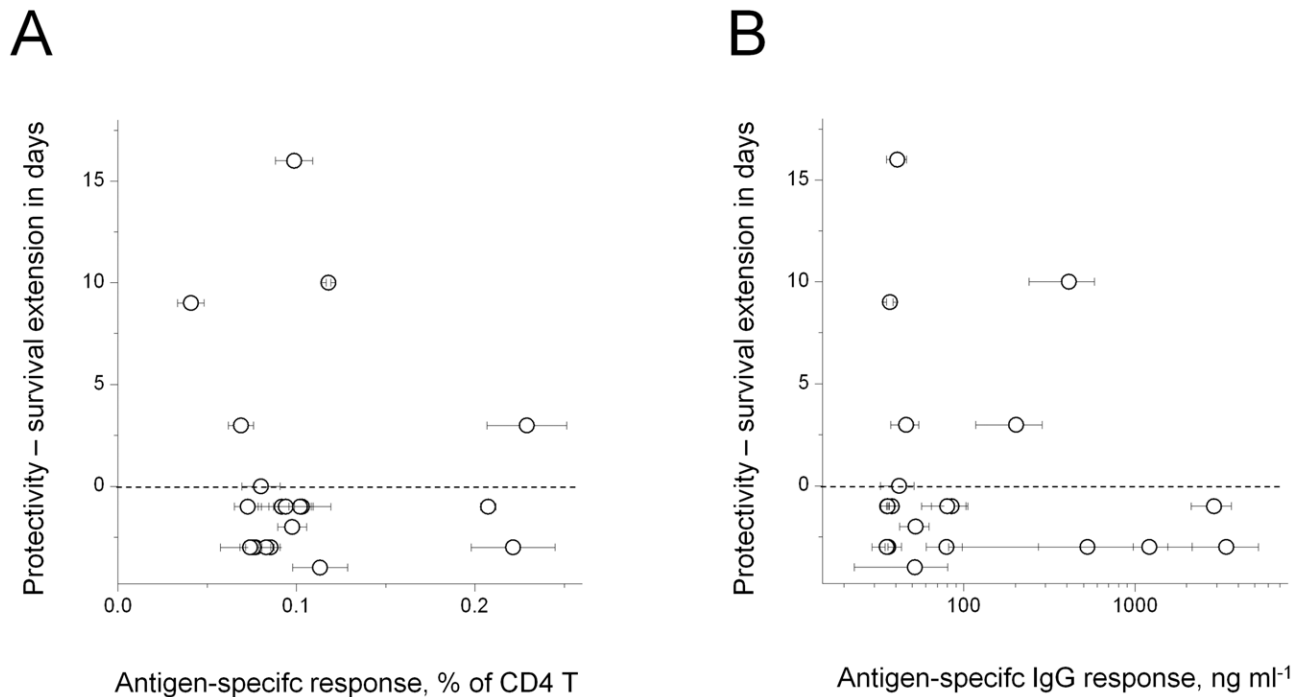 A
B
Protectivity – survival extension in days
15
10
5
0
0.0
0.1
0.2
Antigen-specifc response, % of CD4 T
Protectivity – survival extension in days
15
10
5
0
100
1000
Antigen-specifc IgG response, ng ml⁻¹